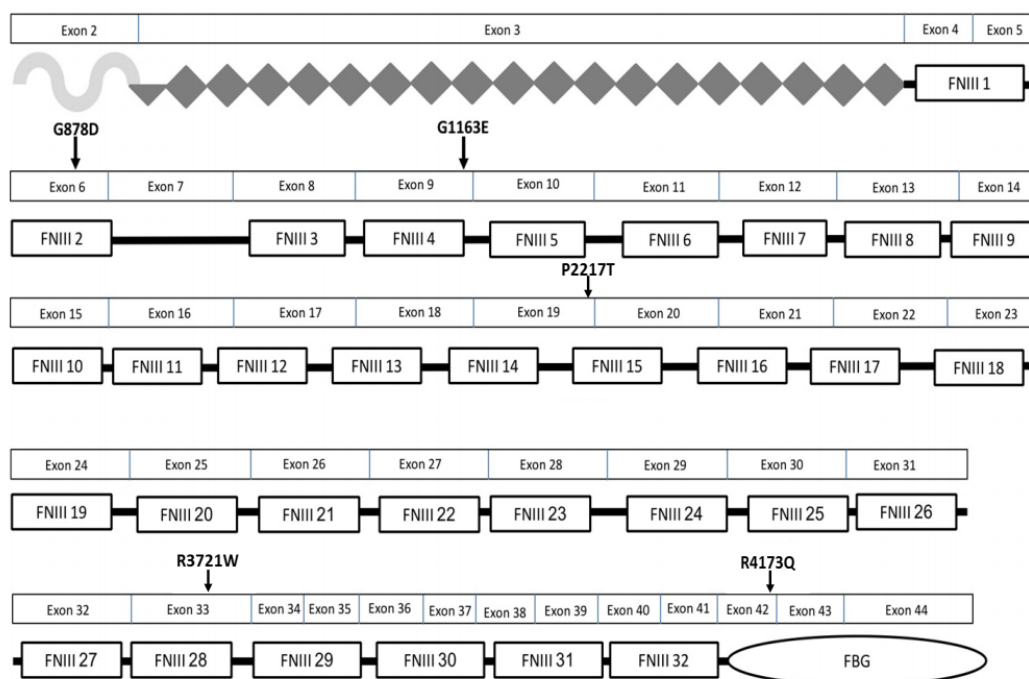 Exon 2 Exon 3 Exon 4 Exon 5
FNIII 1
G878D G1163E
Exon 6 Exon 7 Exon 8 Exon 9 Exon 10 Exon 11 Exon 12 Exon 13 Exon 14
FNIII 2 FNIII 3 FNIII 4 FNIII 5 FNIII 6 FNIII 7 FNIII 8 FNIII 9
P2217T
Exon 15 Exon 16 Exon 17 Exon 18 Exon 19 Exon 20 Exon 21 Exon 22 Exon 23
FNIII 10 FNIII 11 FNIII 12 FNIII 13 FNIII 14 FNIII 15 FNIII 16 FNIII 17 FNIII 18
Exon 24 Exon 25 Exon 26 Exon 27 Exon 28 Exon 29 Exon 30 Exon 31
FNIII 19 FNIII 20 FNIII 21 FNIII 22 FNIII 23 FNIII 24 FNIII 25 FNIII 26
R3721W R4173Q
Exon 32 Exon 33 Exon 34 Exon 35 Exon 36 Exon 37 Exon 38 Exon 39 Exon 40 Exon 41 Exon 42 Exon 43 Exon 44
FNIII 27 FNIII 28 FNIII 29 FNIII 30 FNIII 31 FNIII 32 FBG